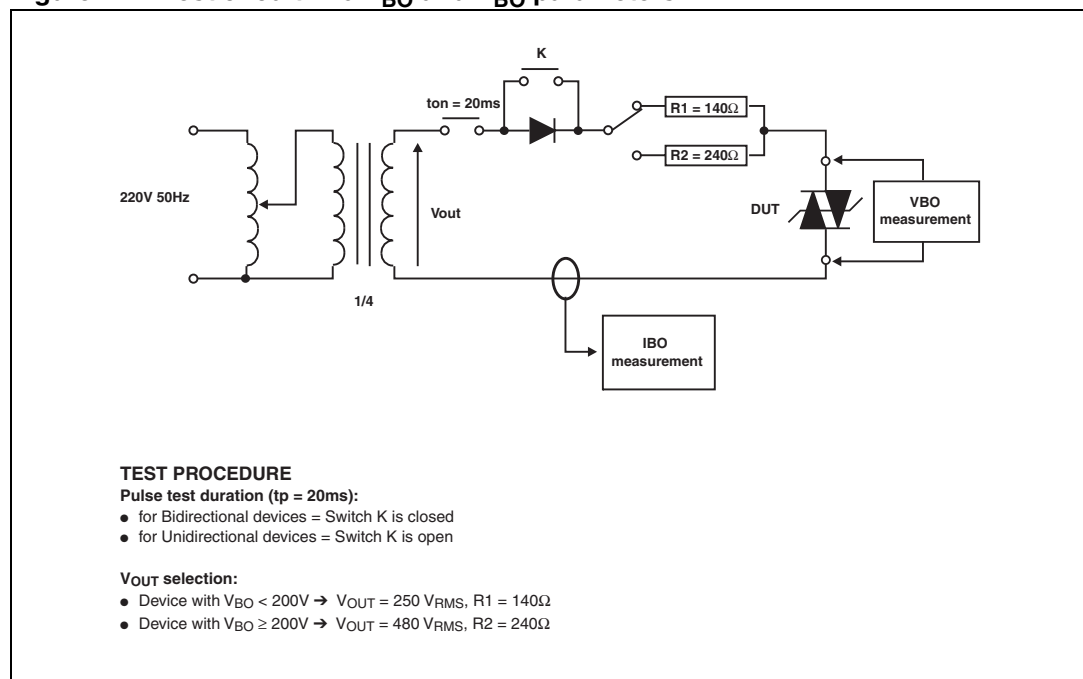 K
ton = 20ms
R1 = 140Ω
R2 = 240Ω
220V 50Hz
Vout
DUT
VBO
measurement
1/4
IBO
measurement
TEST PROCEDURE
Pulse test duration (tp = 20ms):
● for Bidirectional devices = Switch K is closed
● for Unidirectional devices = Switch K is open
VOUT selection:
● Device with VBO < 200V ➔ VOUT = 250 VRMS, R1 = 140Ω
● Device with VBO ≥ 200V ➔ VOUT = 480 VRMS, R2 = 240Ω